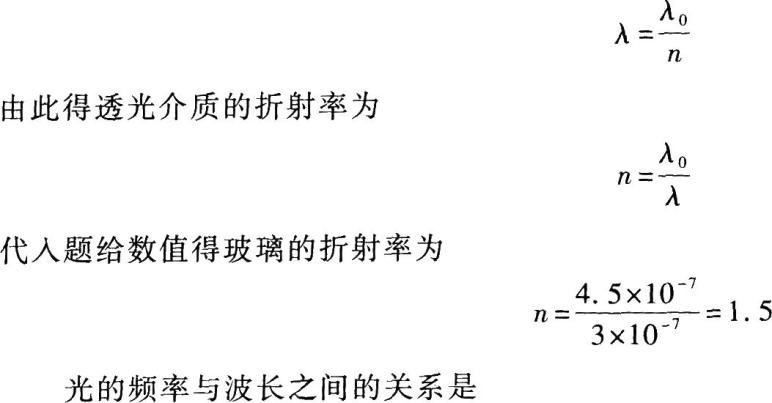 λ = λ₀/n
由此得透光介质的折射率为
n = λ₀/λ
代入题给数值得玻璃的折射率为
n = 4.5×10⁻⁷/3×10⁻⁷ = 1.5
光的频率与波长之间的关系是